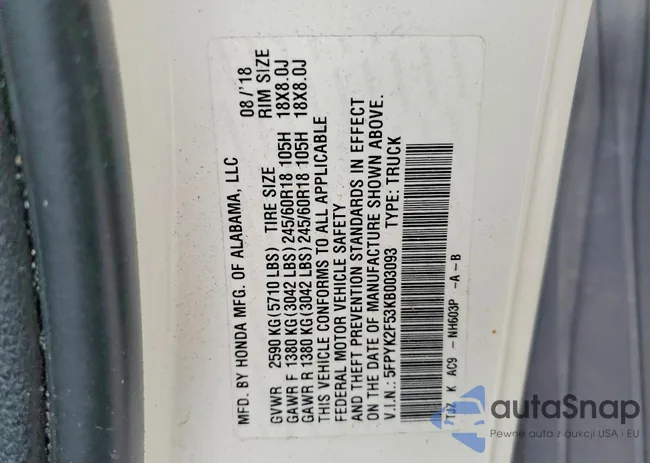 MFD. BY HONDA MFG. OF ALABAMA, LLC 08/'18
GVWR 2590 KG(5710 LBS) TIRE SIZE RIM SIZE
GAWR F 1380 KG(3042 LBS) 245/60R18 105H 18X8.0J
GAWR R 1380 KG(3042 LBS) 245/60R18 105H 18X8.0J
THIS VEHICLE CONFORMS TO ALL APPLICABLE
FEDERAL MOTOR VEHICLE SAFETY
AND THEFT PREVENTION STANDARDS IN EFFECT
ON THE DATE OF MANUFACTURE SHOWN ABOVE.
V.I.N.: 5FPYK2F53KB003093 TYPE: TRUCK
TJZ K AC9 -NH603P -A-B
autaSnap
Pewne auto z aukcji USA i EU